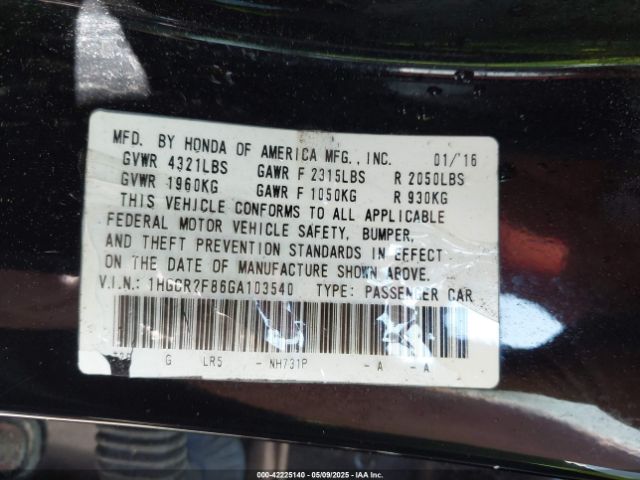 MFD. BY HONDA OF AMERICA MFG., INC. 01/'16
GVWR 4321LBS GAWR F 2315LBS R 2050LBS
GVWR 1960KG GAWR F 1050KG R 930KG
THIS VEHICLE CONFORMS TO ALL APPLICABLE
FEDERAL MOTOR VEHICLE SAFETY, BUMPER,
AND THEFT PREVENTION STANDARDS IN EFFECT
ON THE DATE OF MANUFACTURE SHOWN ABOVE.
V.I.N.: 1HGCR2F86GA103540 TYPE: PASSENGER CAR
G LR5 - NH731P - A - A
000-42225140 - 05/09/2025 - IAAI.CA